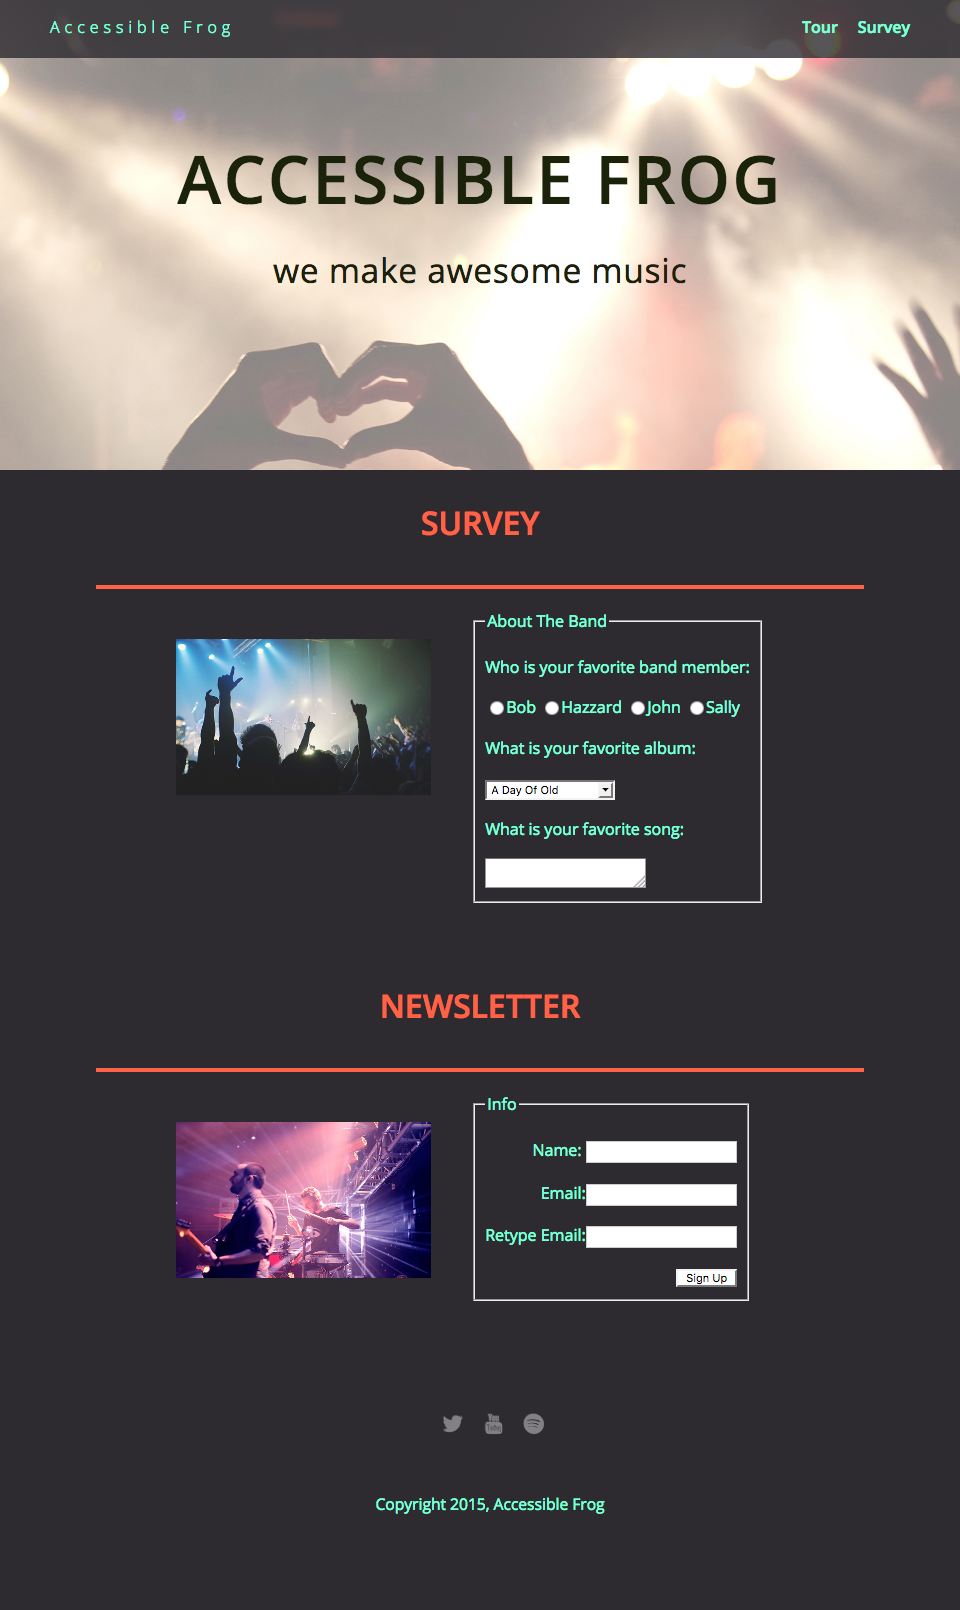 Accessible Frog
Tour Survey
ACCESSIBLE FROG
we make awesome music
SURVEY
About The Band
Who is your favorite band member:
Bob Hazzard John Sally
What is your favorite album:
A Day Of Old
What is your favorite song:
NEWSLETTER
Info
Name:
Email:
Retype Email:
Sign Up
You Tube
Copyright 2015, Accessible Frog